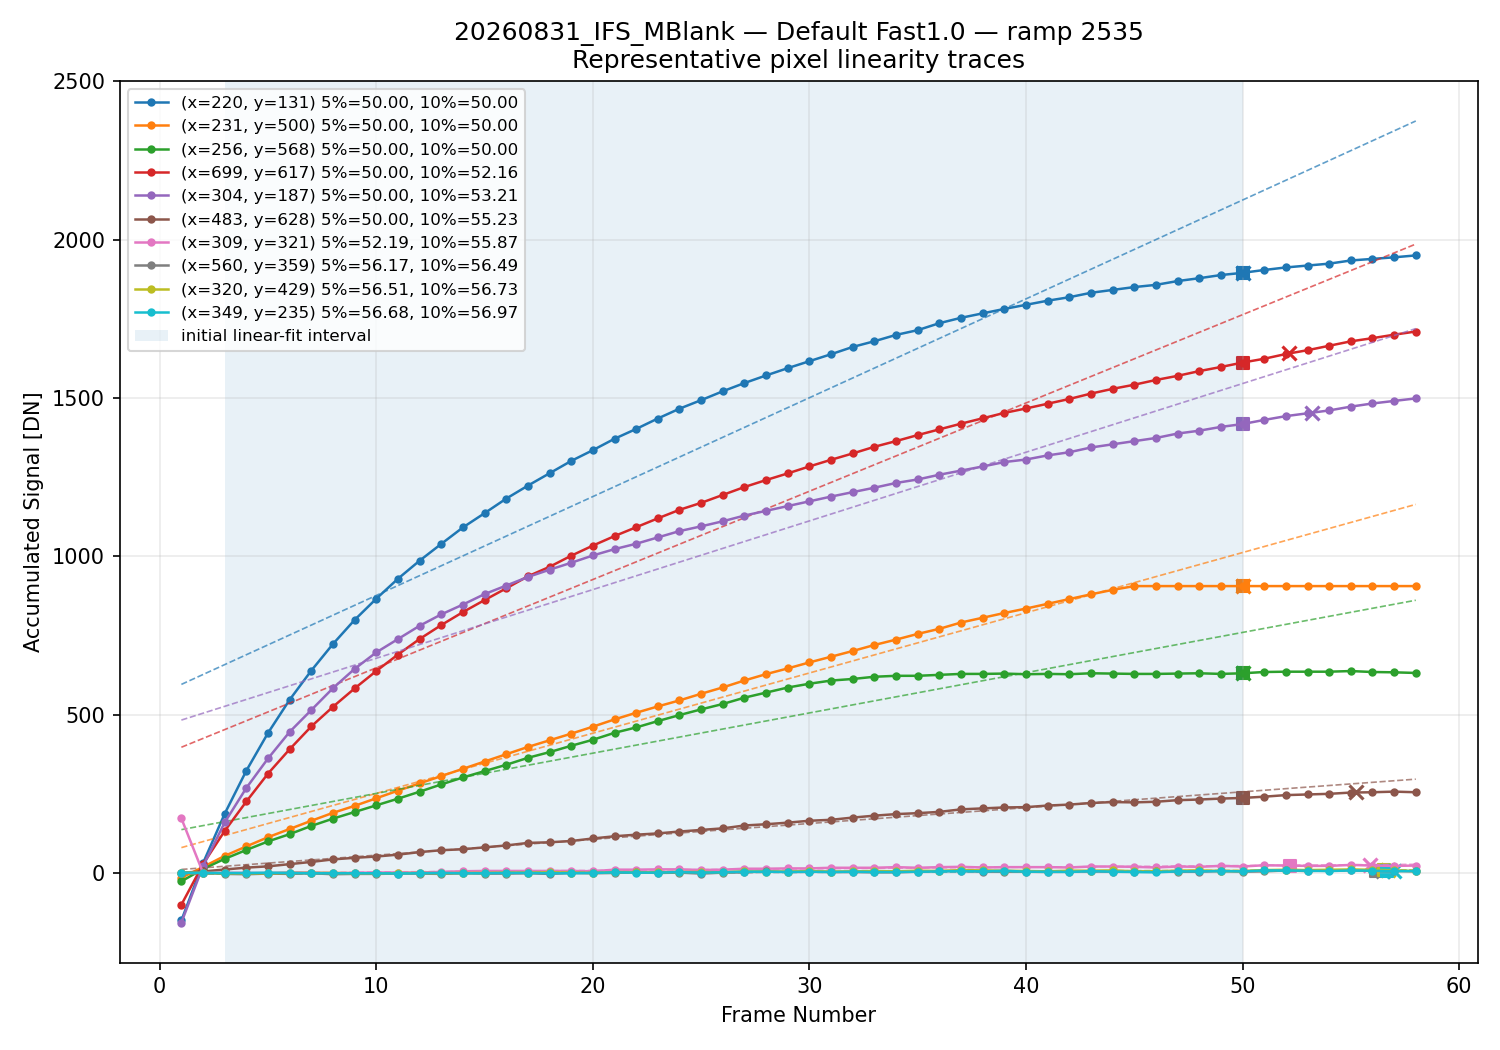 20260831_IFS_MBlank — Default Fast1.0 — ramp 2535
Representative pixel linearity traces
2500
2000
1500
1000
500
0
Accumulated Signal [DN]
(x=220, y=131) 5%=50.00, 10%=50.00
(x=231, y=500) 5%=50.00, 10%=50.00
(x=256, y=568) 5%=50.00, 10%=50.00
(x=699, y=617) 5%=50.00, 10%=52.16
(x=304, y=187) 5%=50.00, 10%=53.21
(x=483, y=628) 5%=50.00, 10%=55.23
(x=309, y=321) 5%=52.19, 10%=55.87
(x=560, y=359) 5%=56.17, 10%=56.49
(x=320, y=429) 5%=56.51, 10%=56.73
(x=349, y=235) 5%=56.68, 10%=56.97
initial linear-fit interval
0 10 20 30 40 50 60
Frame Number